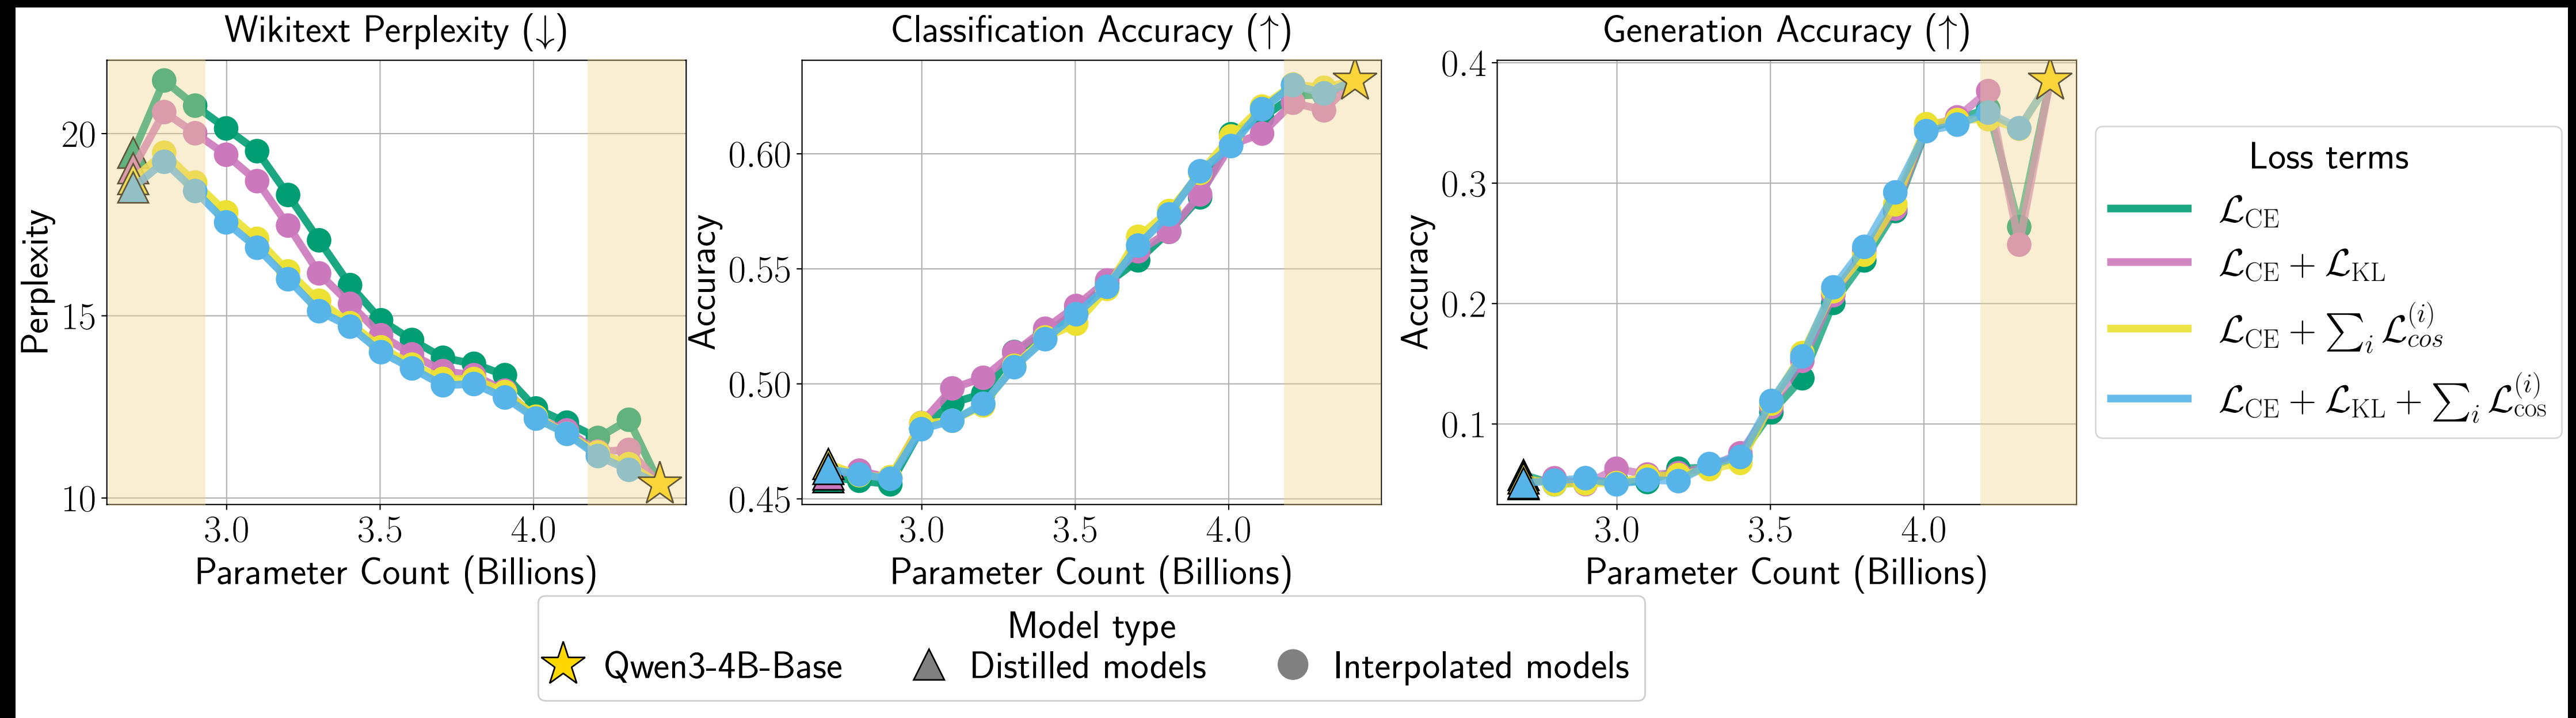 Wikitext Perplexity (↓)
Perplexity
20
15
10
3.0 3.5 4.0
Parameter Count (Billions)
Classification Accuracy (↑)
Accuracy
0.60
0.55
0.50
0.45
3.0 3.5 4.0
Parameter Count (Billions)
Generation Accuracy (↑)
Accuracy
0.4
0.3
0.2
0.1
3.0 3.5 4.0
Parameter Count (Billions)
Loss terms
ℒ_CE
ℒ_CE + ℒ_KL
ℒ_CE + ∑_i ℒ_cos^(i)
ℒ_CE + ℒ_KL + ∑_i ℒ_cos^(i)
Model type
Qwen3-4B-Base Distilled models Interpolated models